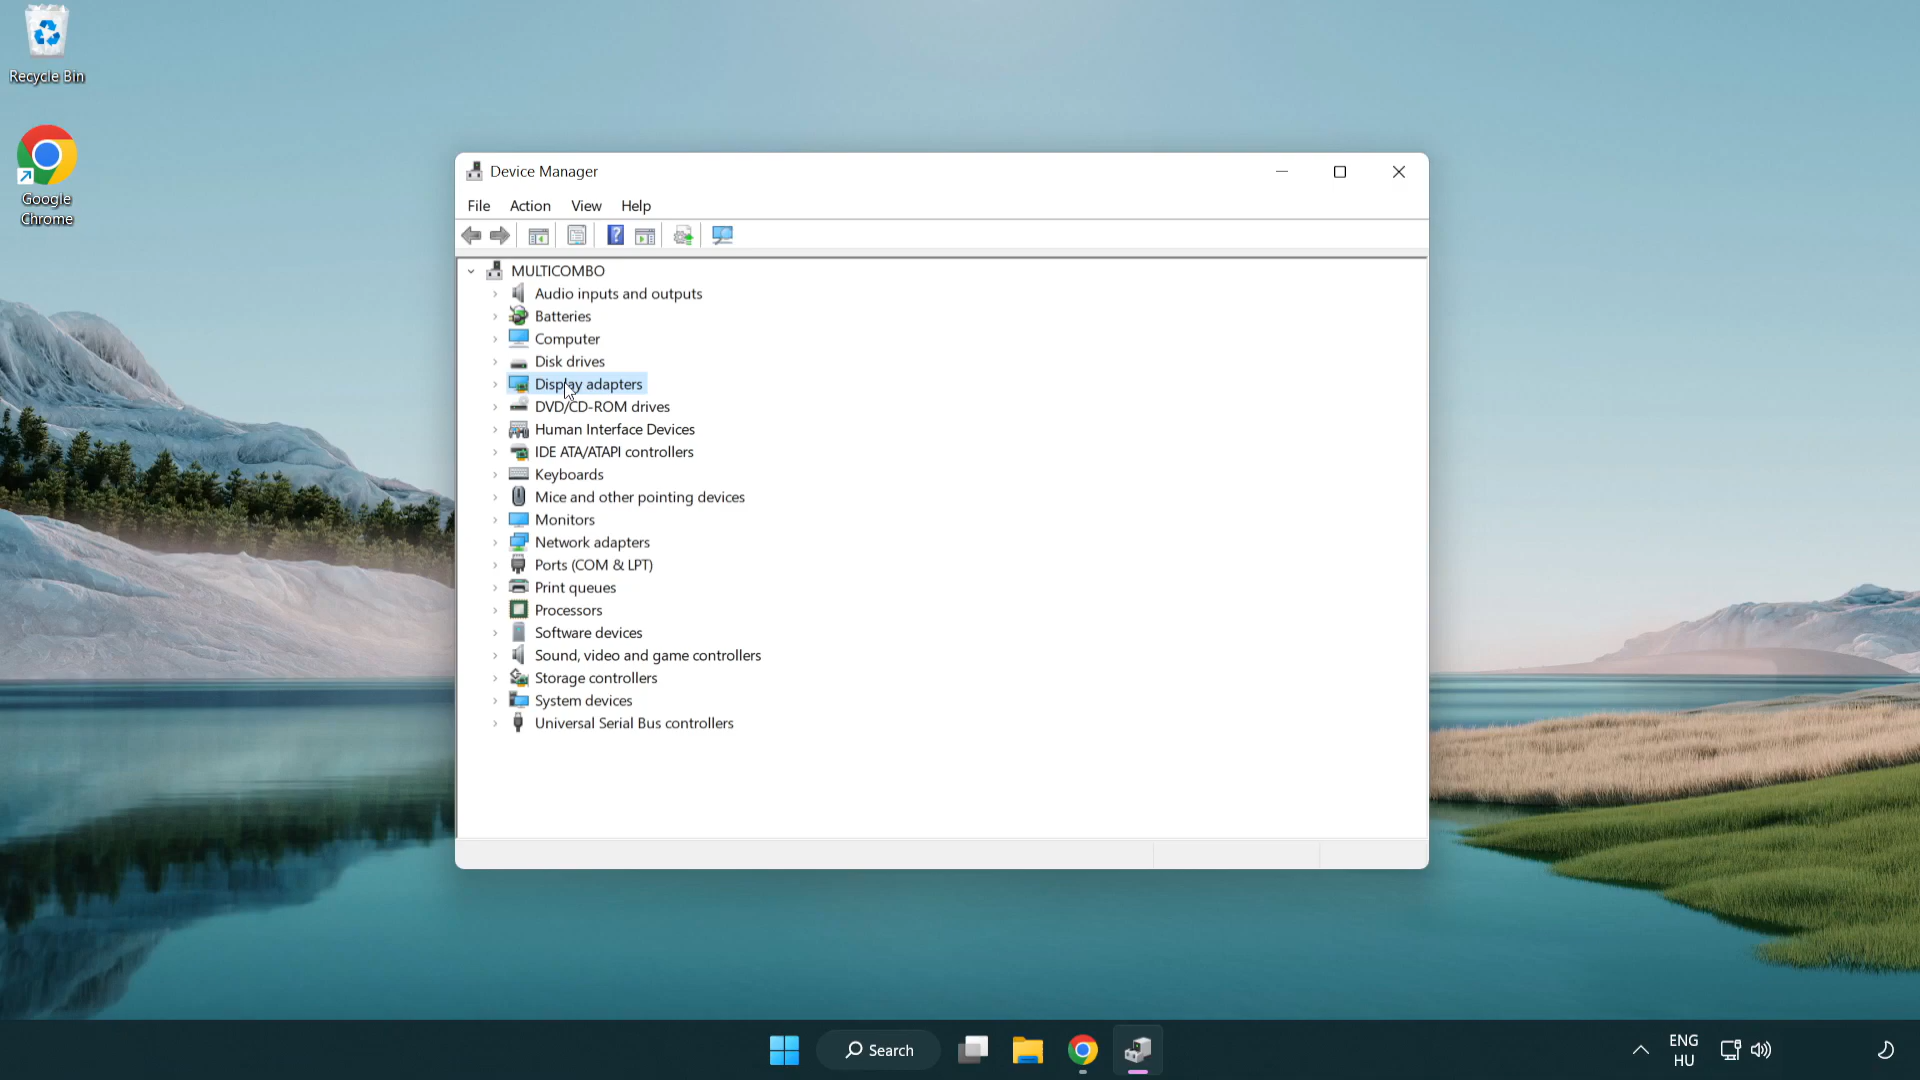 Recycle Bin
Google
Chrome
Device Manager
File Action View Help
MULTICOMBO
Audio inputs and outputs
Batteries
Computer
Disk drives
Display adapters
DVD/CD-ROM drives
Human Interface Devices
IDE ATA/ATAPI controllers
Keyboards
Mice and other pointing devices
Monitors
Network adapters
Ports (COM & LPT)
Print queues
Processors
Software devices
Sound, video and game controllers
Storage controllers
System devices
Universal Serial Bus controllers
Search
ENG
HU